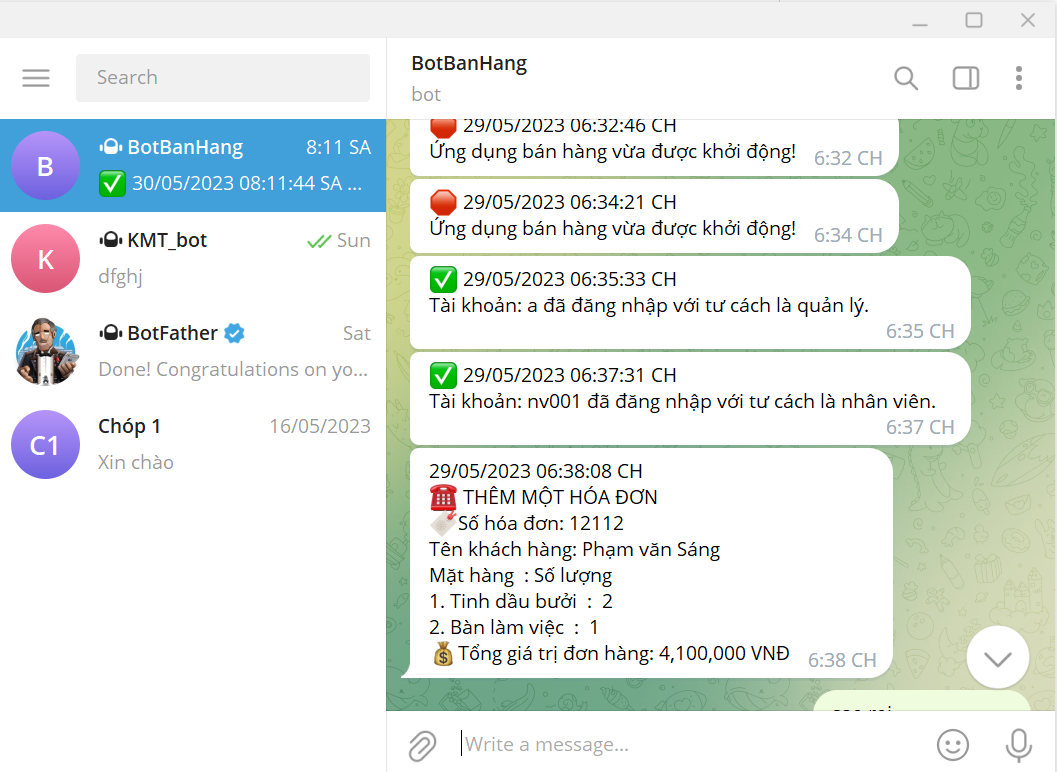 Search
BotBanHang
8:11 SA
30/05/2023 08:11:44 SA ...
KMT_bot
Sun
dfghj
BotFather
Sat
Done! Congratulations on yo...
Chóp 1
16/05/2023
Xin chào
B
K
C1
BotBanHang
bot
29/05/2023 06:32:46 CH
Ứng dụng bán hàng vừa được khởi động!
6:32 CH
29/05/2023 06:34:21 CH
Ứng dụng bán hàng vừa được khởi động!
6:34 CH
29/05/2023 06:35:33 CH
Tài khoản: a đã đăng nhập với tư cách là quản lý.
6:35 CH
29/05/2023 06:37:31 CH
Tài khoản: nv001 đã đăng nhập với tư cách là nhân viên.
6:37 CH
29/05/2023 06:38:08 CH
THÊM MỘT HÓA ĐƠN
Số hóa đơn: 12112
Tên khách hàng: Phạm văn Sáng
Mặt hàng : Số lượng
1. Tinh dầu bưởi : 2
2. Bàn làm việc : 1
Tổng giá trị đơn hàng: 4,100,000 VNĐ
6:38 CH
Write a message...